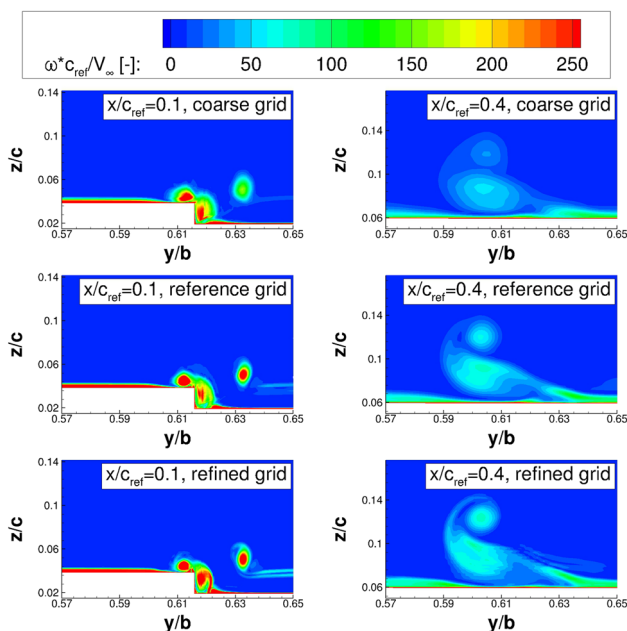 0 50 100 150 200 250
ω*c_ref/V_∞ [-]:
x/c_ref=0.1, coarse grid
z/c
0.14
0.1
0.06
0.02
0.57 0.59 0.61 0.63 0.65
y/b
x/c_ref=0.4, coarse grid
z/c
0.14
0.1
0.06
0.57 0.59 0.61 0.63 0.65
y/b
x/c_ref=0.1, reference grid
z/c
0.14
0.1
0.06
0.02
0.57 0.59 0.61 0.63 0.65
y/b
x/c_ref=0.4, reference grid
z/c
0.14
0.1
0.06
0.57 0.59 0.61 0.63 0.65
y/b
x/c_ref=0.1, refined grid
z/c
0.14
0.1
0.06
0.02
0.57 0.59 0.61 0.63 0.65
y/b
x/c_ref=0.4, refined grid
z/c
0.14
0.1
0.06
0.57 0.59 0.61 0.63 0.65
y/b